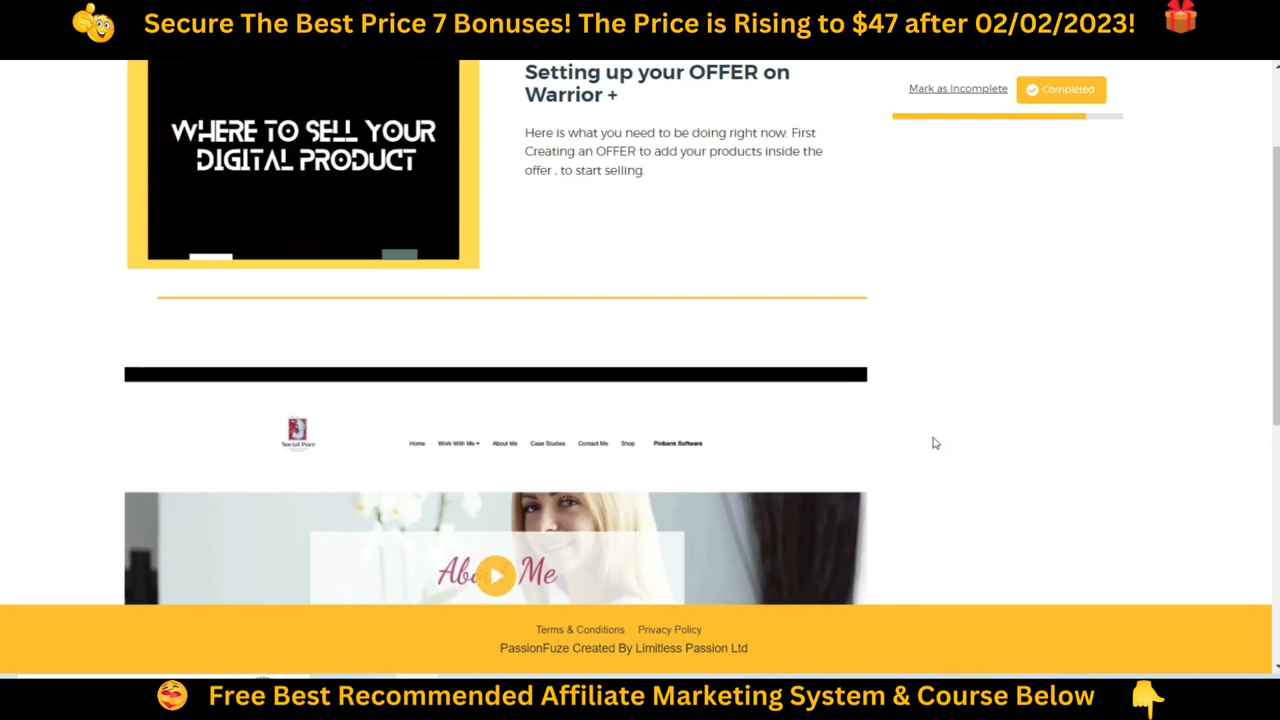 Secure The Best Price 7 Bonuses! The Price is Rising to $47 after 02/02/2023!
WHERE TO SELL YOUR
DIGITAL PRODUCT
Setting up your OFFER on
Warrior +
Here is what you need to be doing right now. First
Creating an OFFER to add your products inside the
offer . to start selling.
Mark as Incomplete
Completed
Social Pure
Home Work With Me About Me Case Studies Contact Me Shop Pinbank Software
About Me
Terms & Conditions Privacy Policy
PassionFuze Created By Limitless Passion Ltd
Free Best Recommended Affiliate Marketing System & Course Below